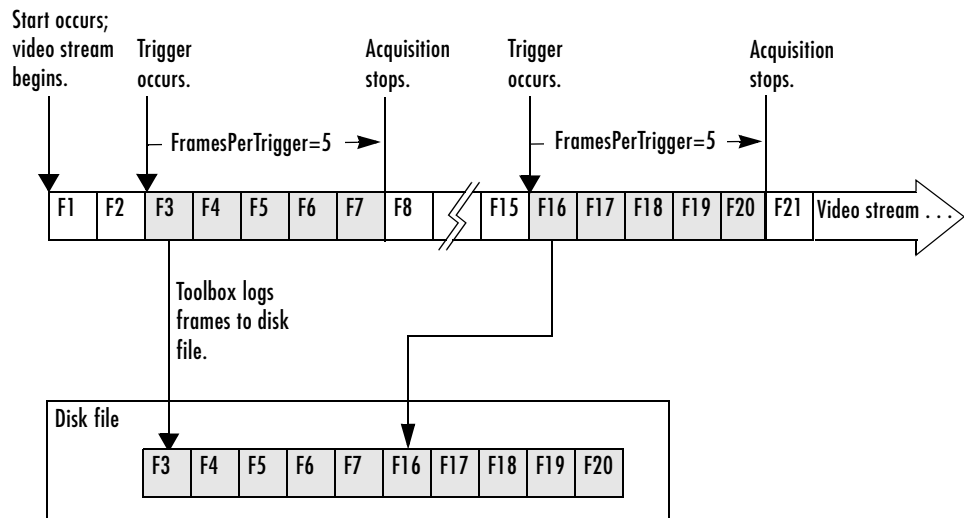 Start occurs;
video stream
begins.
Trigger
occurs.
Acquisition
stops.
Trigger
occurs.
Acquisition
stops.
FramesPerTrigger=5
FramesPerTrigger=5
F1 F2 F3 F4 F5 F6 F7 F8 F15 F16 F17 F18 F19 F20 F21 Video stream . . .
Toolbox logs
frames to disk
file.
Disk file
F3 F4 F5 F6 F7 F16 F17 F18 F19 F20